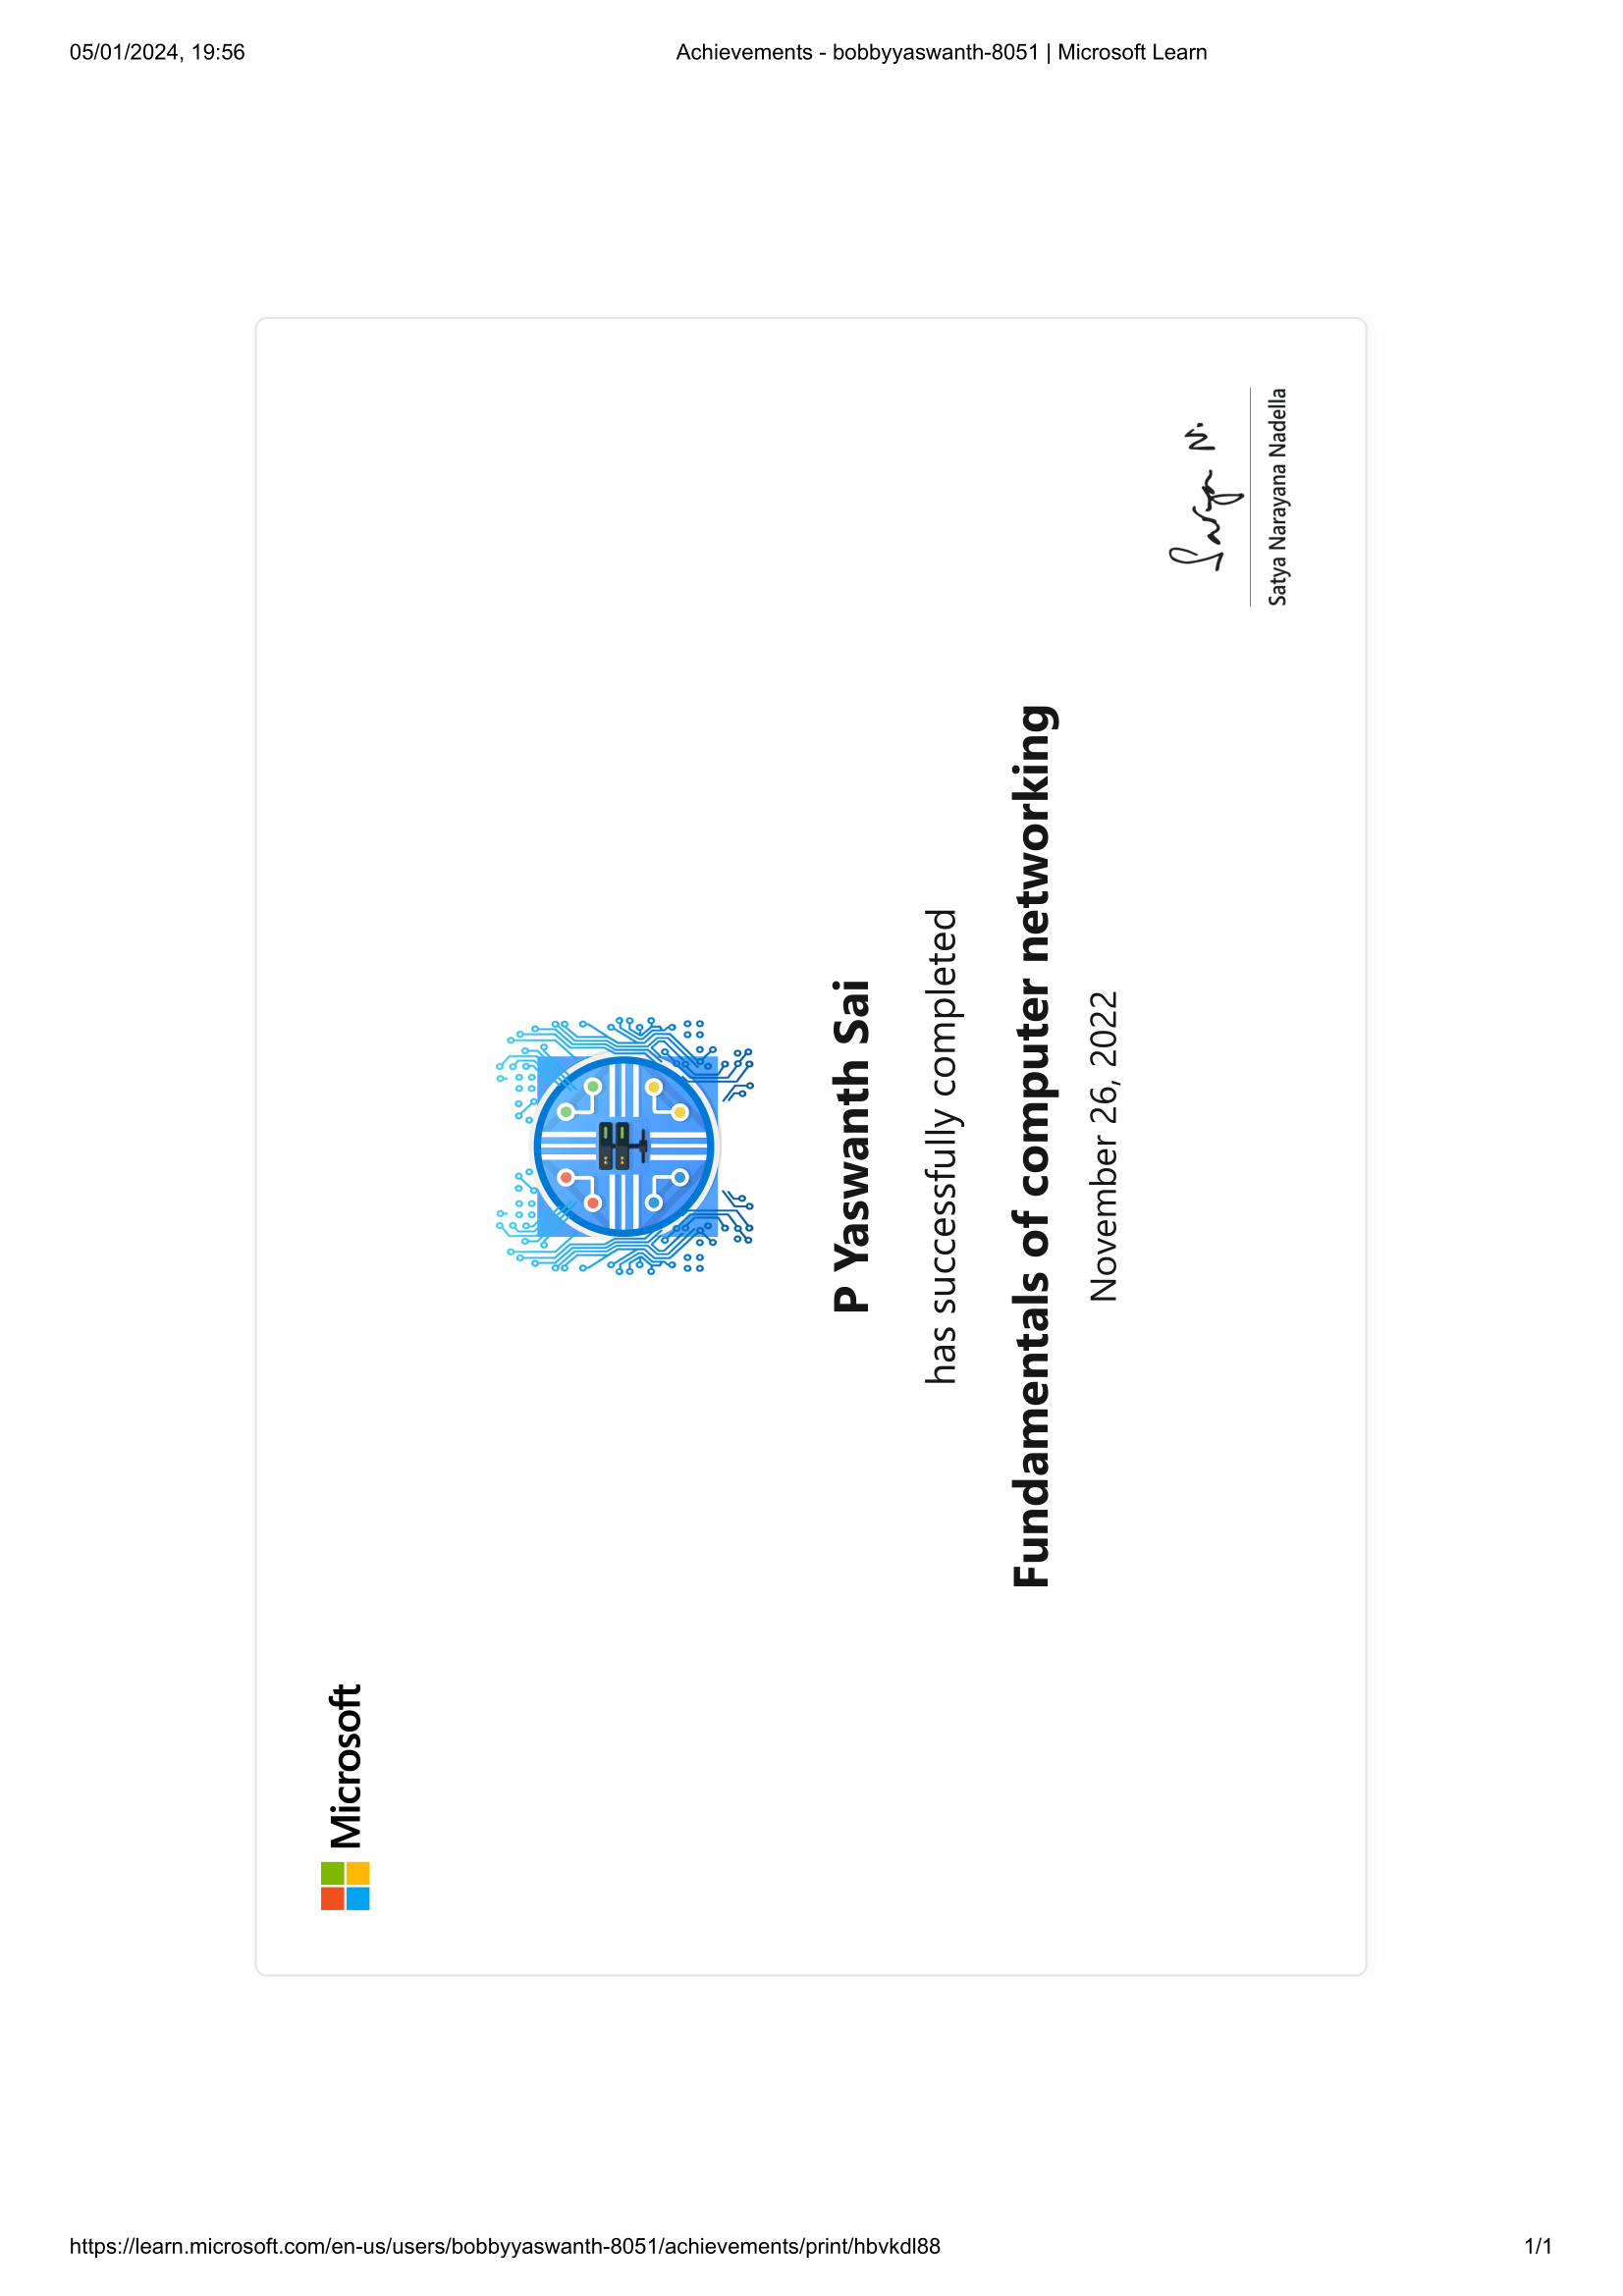 05/01/2024, 19:56
Achievements - bobbyyaswanth-8051 | Microsoft Learn
Microsoft
P Yaswanth Sai
has successfully completed
Fundamentals of computer networking
November 26, 2022
Satya N.
Satya Narayana Nadella
https://learn.microsoft.com/en-us/users/bobbyyaswanth-8051/achievements/print/hbvkdl88
1/1